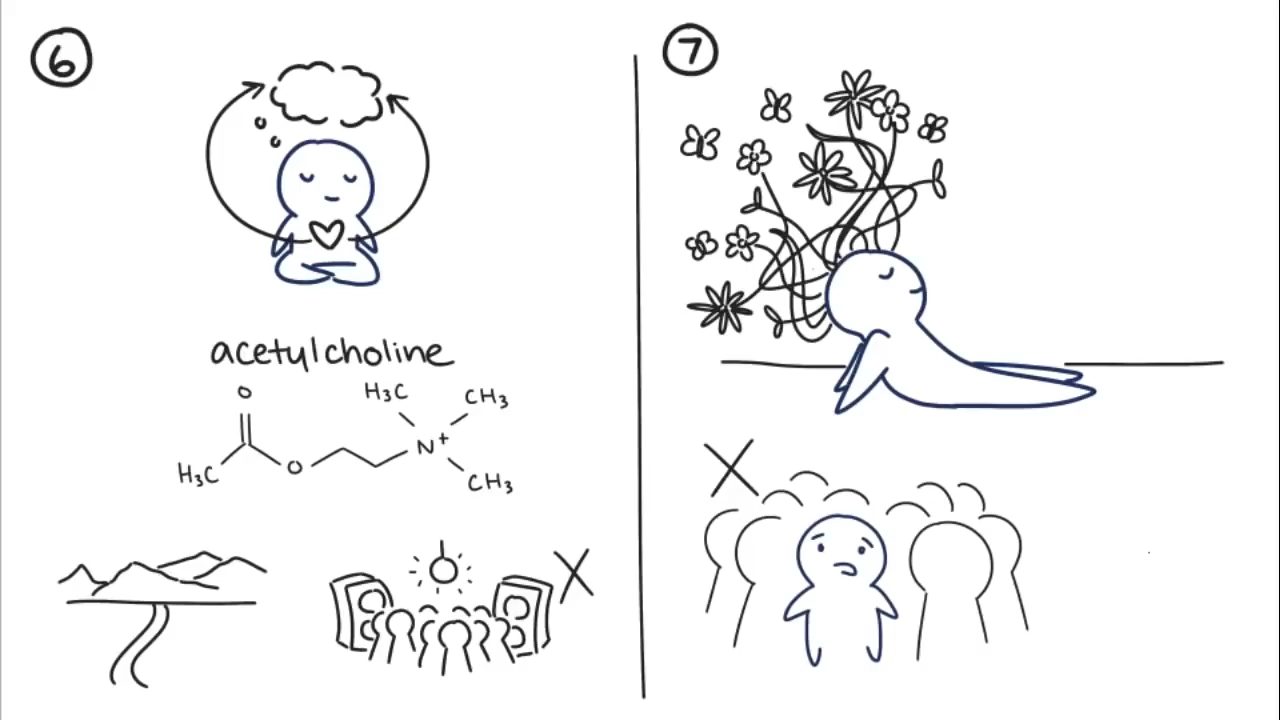 6
acetylcholine
O
H₃C
CH₃
N⁺
H₃C
O
CH₃
7